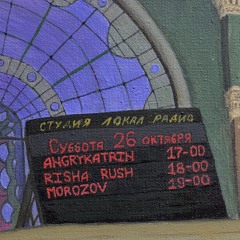 СТУДИЯ ЛОКАЛ РАДИО
Суббота 26 октября
ANGRYKATRIN 17-00
RISHA RUSH 18-00
MOROZOV 19-00